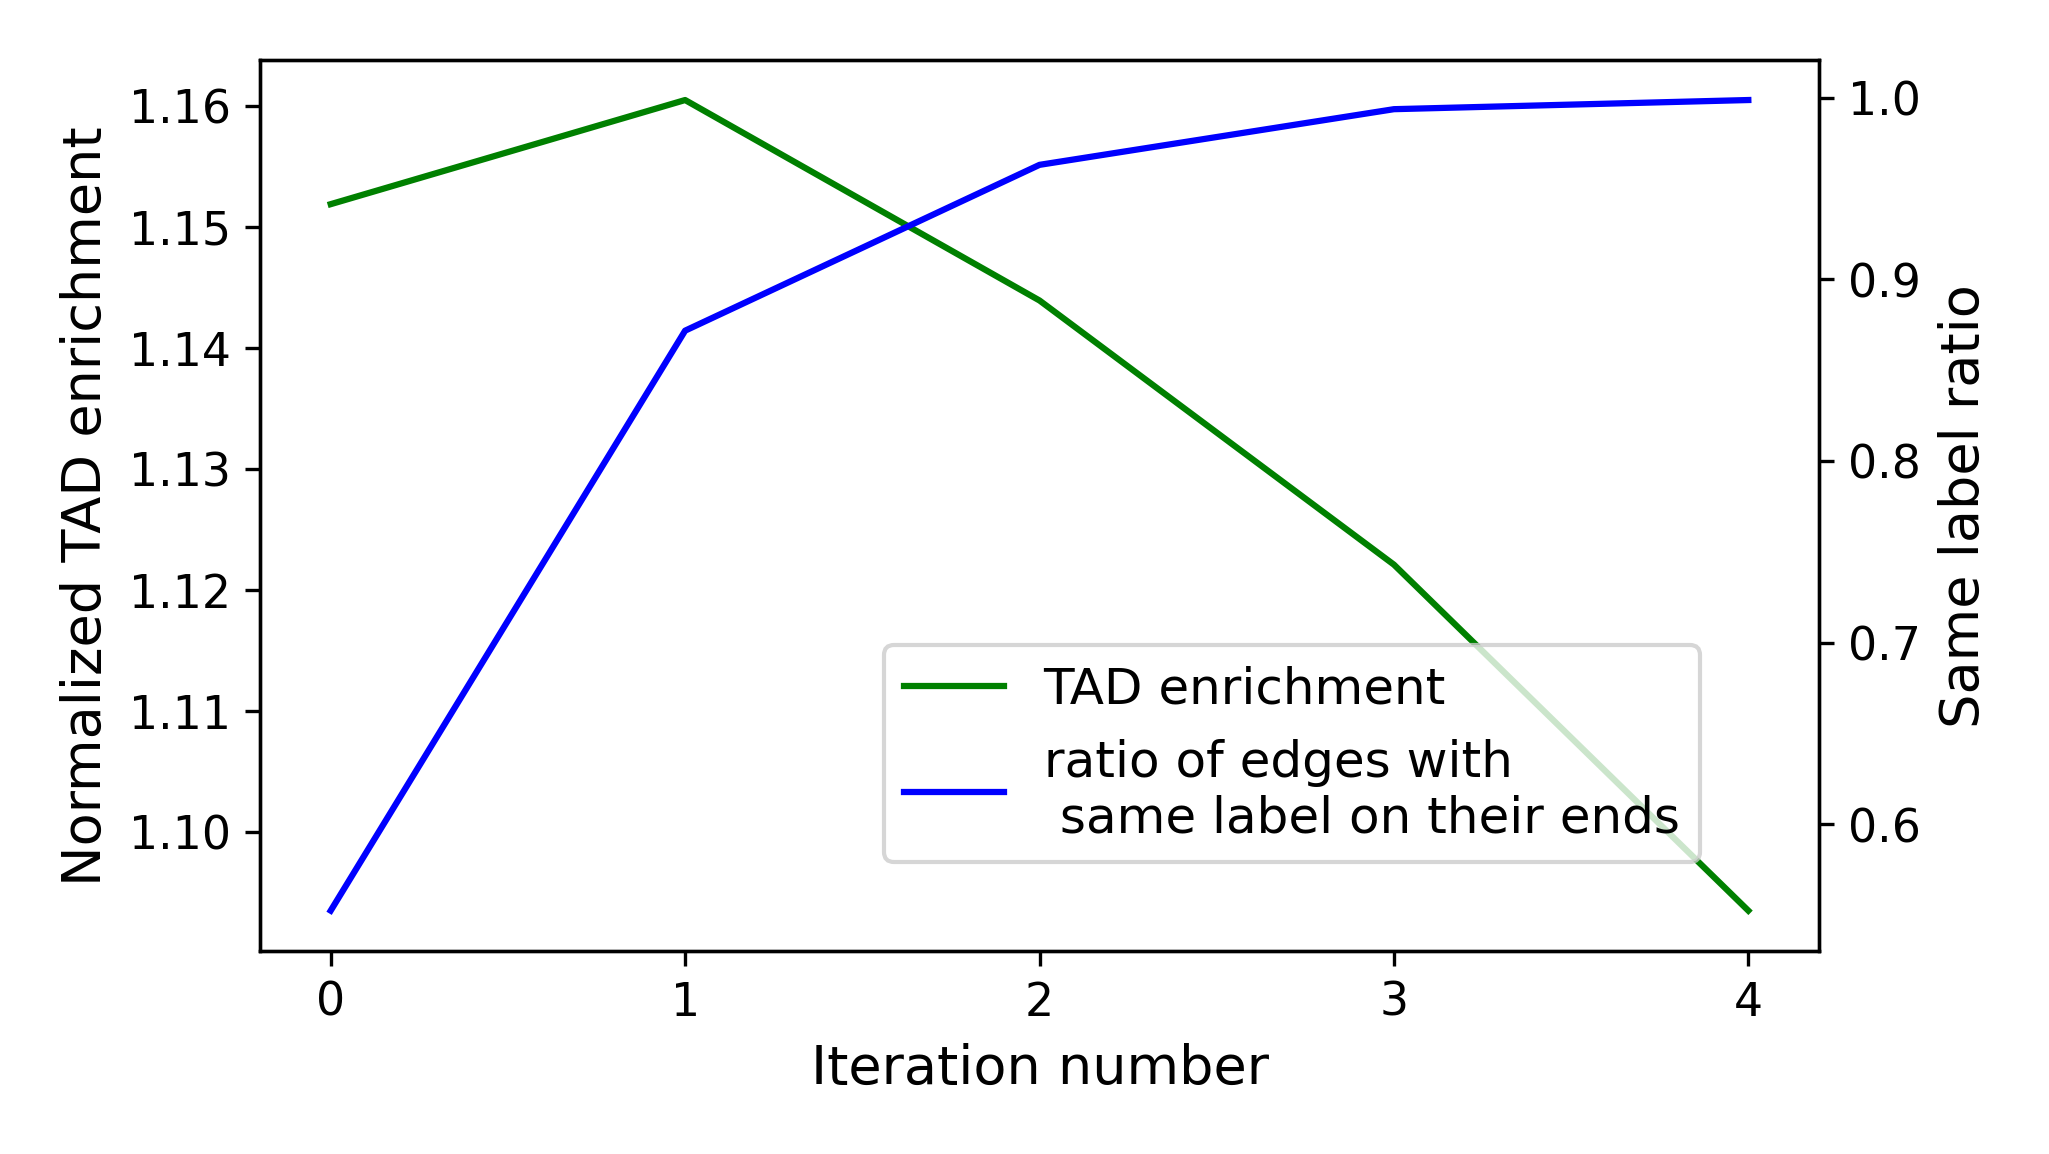 Normalized TAD enrichment
1.16
1.15
1.14
1.13
1.12
1.11
1.10
TAD enrichment
ratio of edges with
same label on their ends
1.0
0.9
0.8
0.7
0.6
Same label ratio
0 1 2 3 4
Iteration number